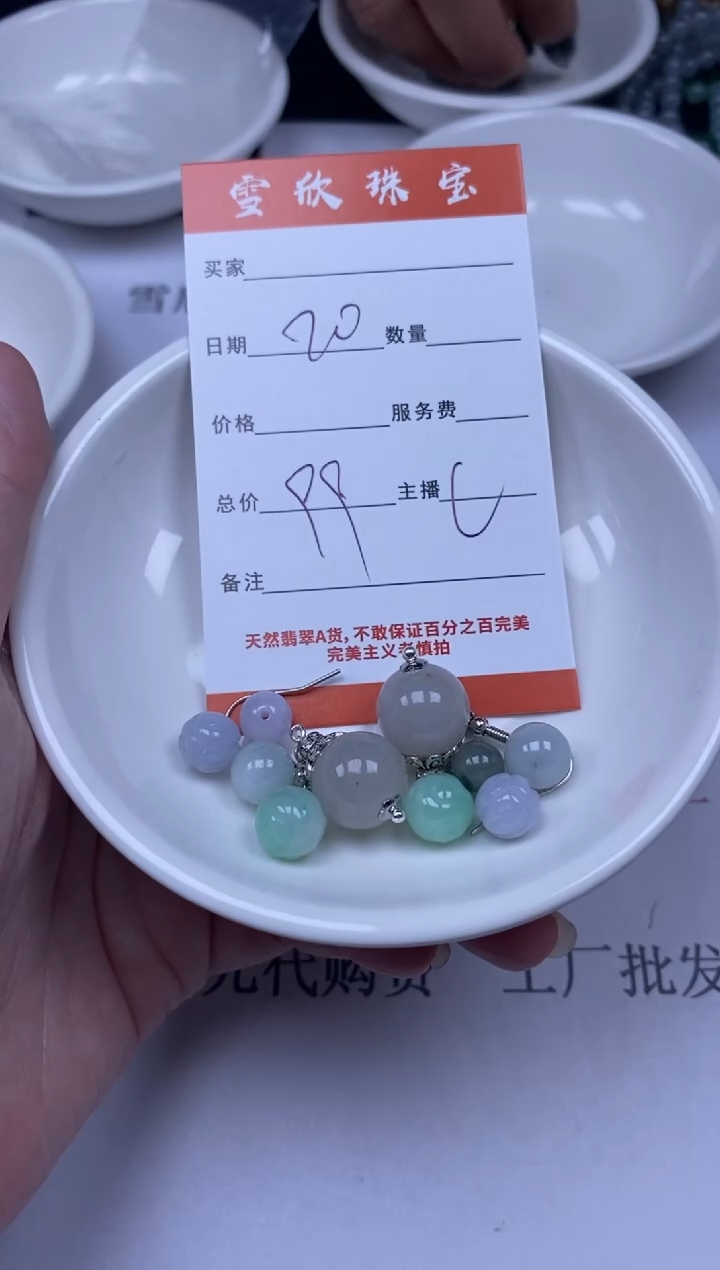 雪欣珠宝
买家
日期 20 数量
价格 服务费
总价 99 主播
备注
天然翡翠A货,不敢保证百分之百完美
完美主义者慎拍
元代购费 工厂批发